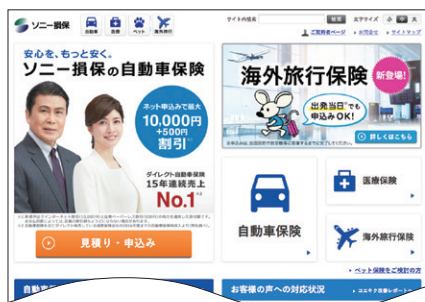 ソニー損保
自動車
医療
ペット
海外旅行
サイト内検索
検索
文字サイズ
小
中
大
ご契約者ページ
お問合せ
サイトマップ
安心を、もっと安く。
ソニー損保の自動車保険
ネット申込みで最大
10,000円
+500円
割引
ダイレクト自動車保険
15年連続売上
No.1
見積り・申込み
海外旅行保険
新登場!
出発当日でも
申込みOK!
詳しくはこちら
自動車保険
医療保険
海外旅行保険
ペット保険をご検討の方
お客様の声への対応状況